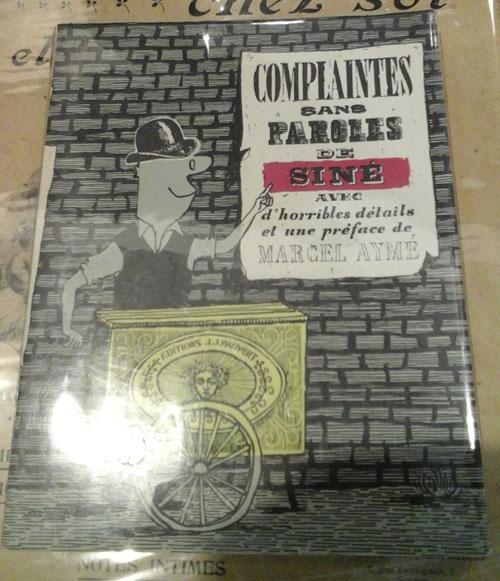 chez soi
el
COMPLAINTES
SANS
PAROLES
DE
SINÉ
AVEC
d'horribles détails
et une préface de
MARCEL AYMÉ
EDITIONS J.J. PAUVERT
NOTES INTIMES